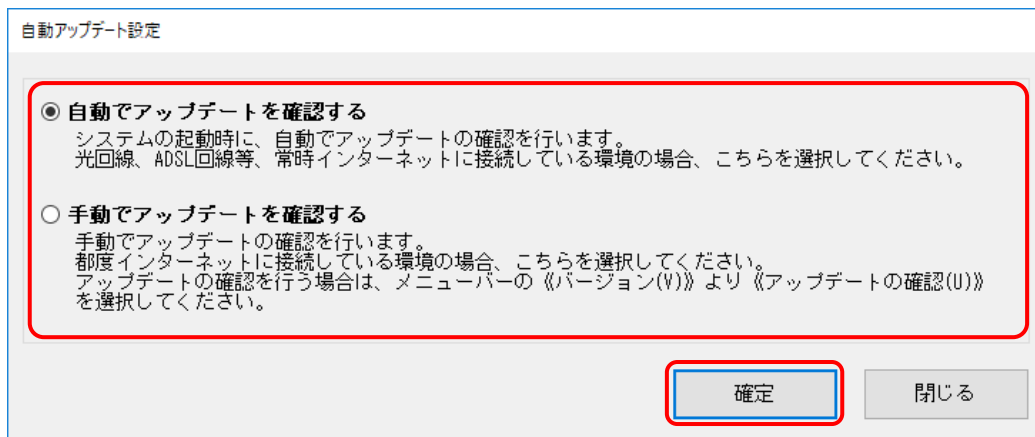 自動アップデート設定
自動でアップデートを確認する
システムの起動時に、自動でアップデートの確認を行います。
光回線、ADSL回線等、常時インターネットに接続している環境の場合、こちらを選択してください。
手動でアップデートを確認する
手動でアップデートの確認を行います。
都度インターネットに接続している環境の場合、こちらを選択してください。
アップデートの確認を行う場合は、メニューバーの《バージョン(V)》より《アップデートの確認(U)》
を選択してください。
確定
閉じる